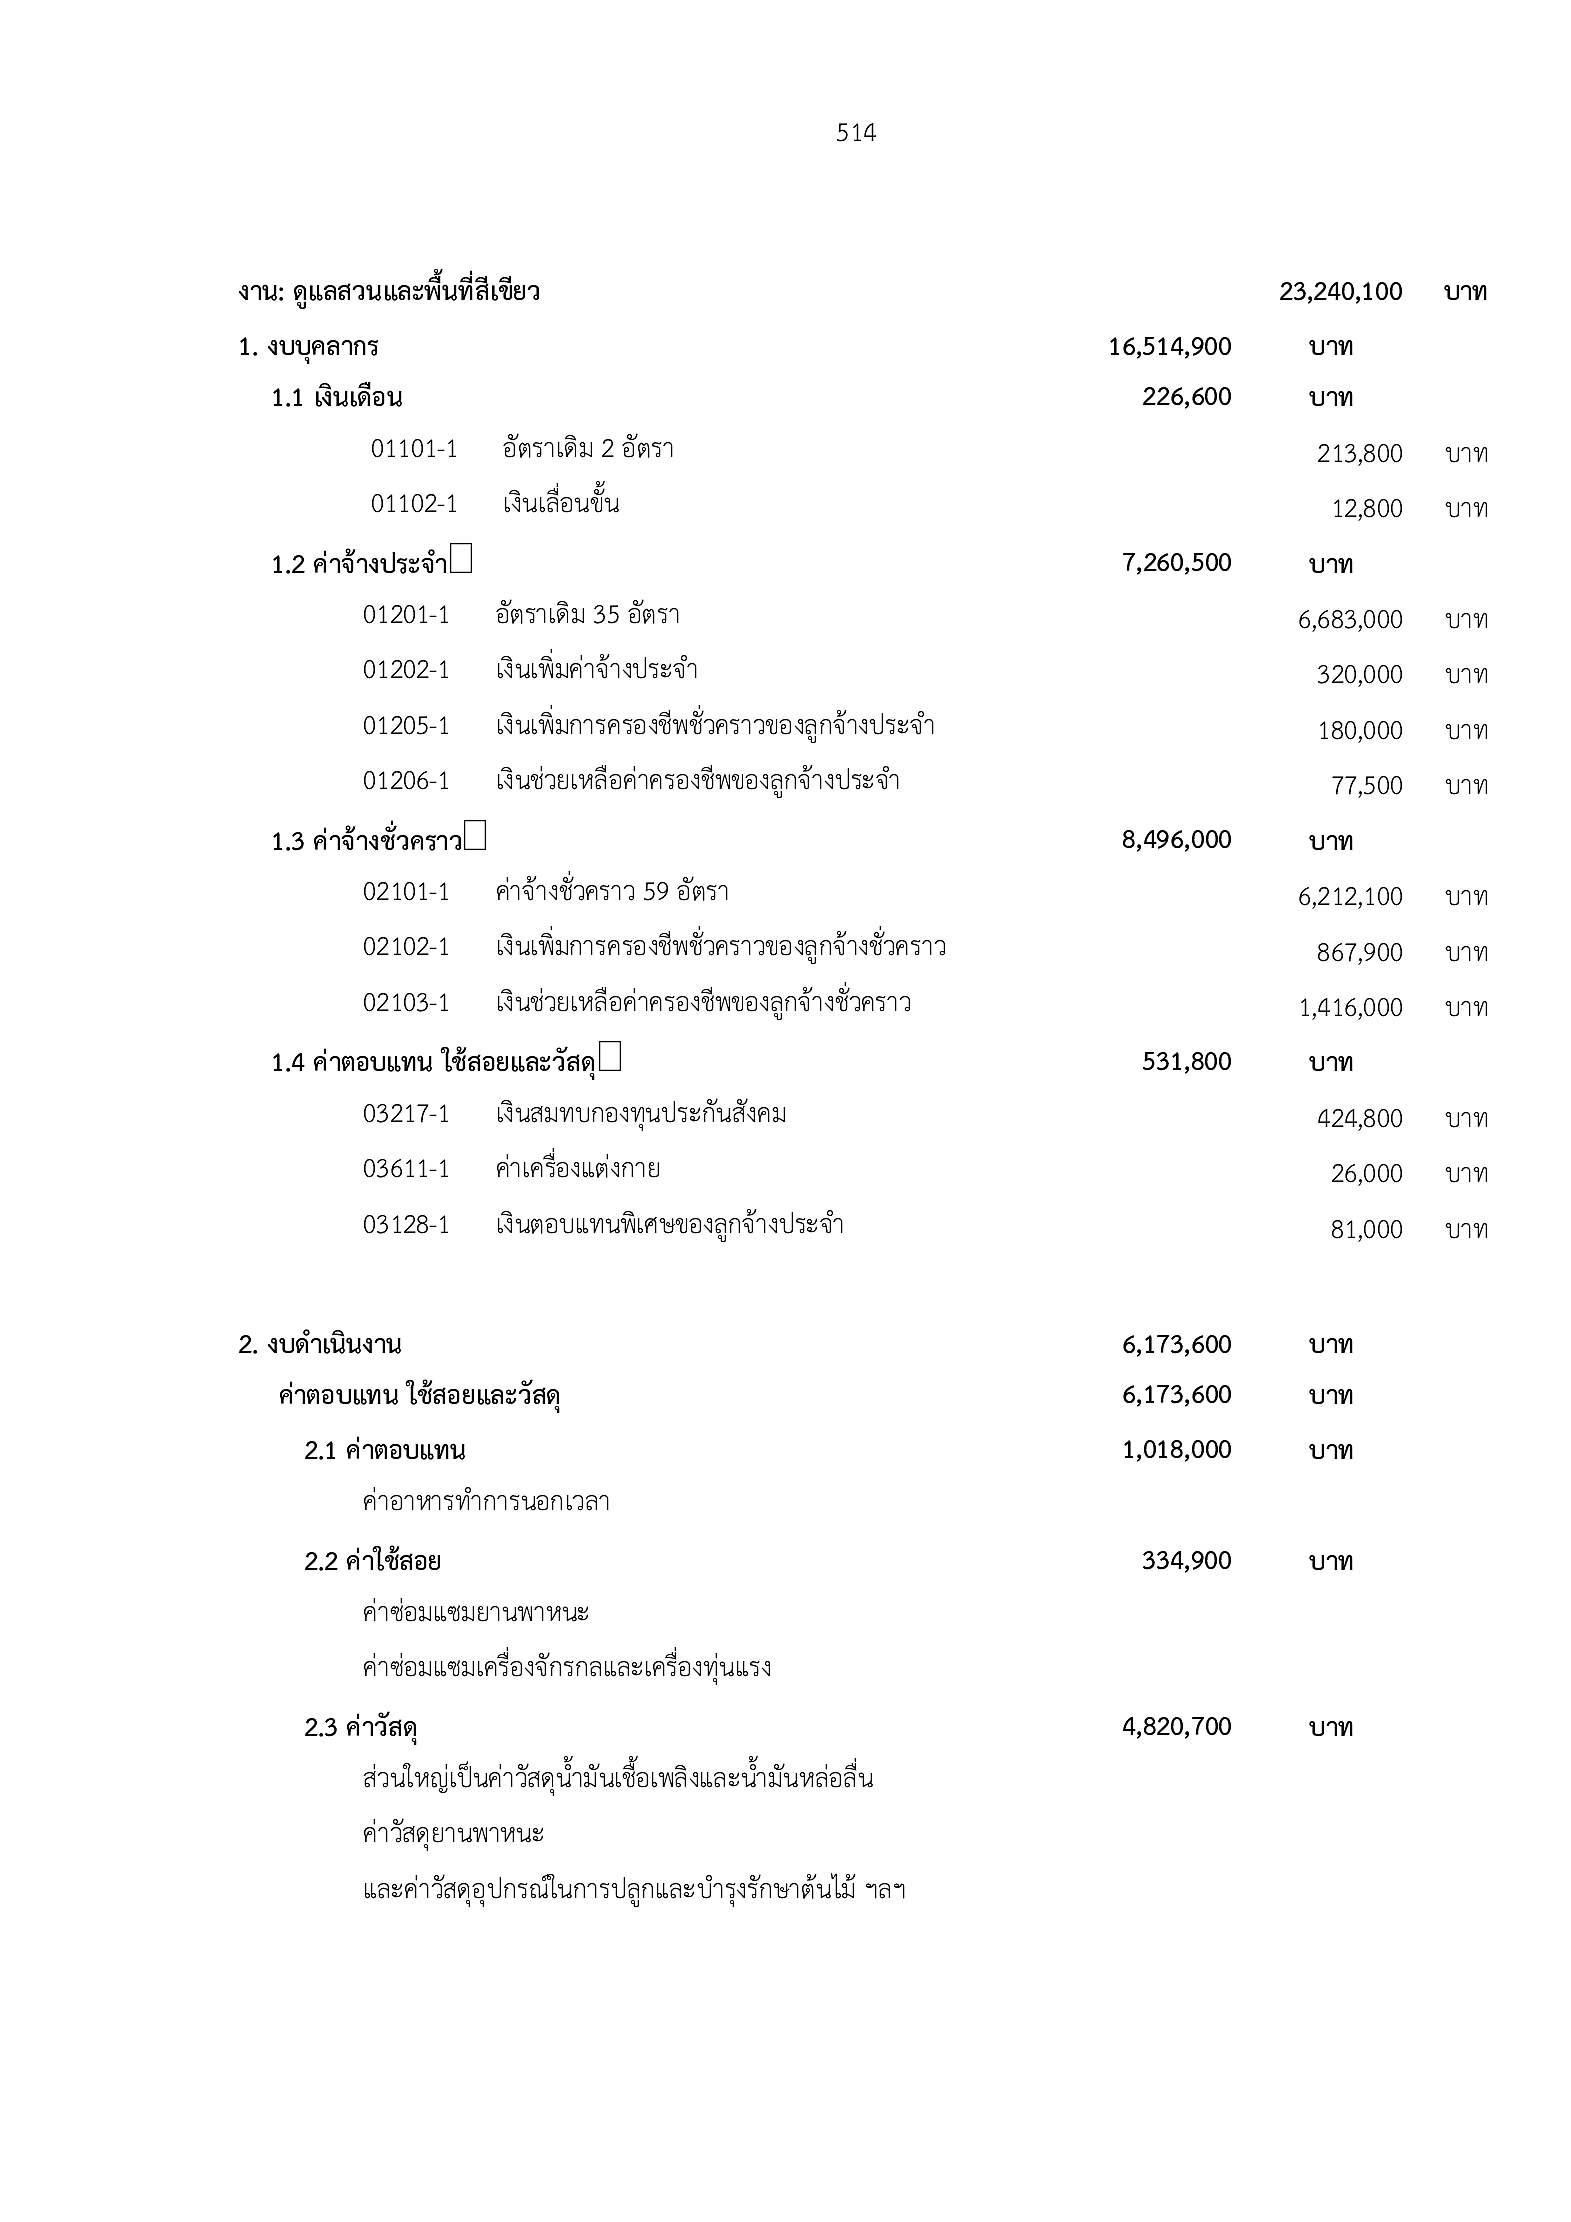 514
งาน: ดูแลสวนและพื้นที่สีเขียว 23,240,100 บาท
1. งบบุคลากร 16,514,900 บาท
1.1 เงินเดือน 226,600 บาท
01101-1 อัตราเดิม 2 อัตรา 213,800 บาท
01102-1 เงินเลื่อนขั้น 12,800 บาท
1.2 ค่าจ้างประจำ 7,260,500 บาท
01201-1 อัตราเดิม 35 อัตรา 6,683,000 บาท
01202-1 เงินเพิ่มค่าจ้างประจำ 320,000 บาท
01205-1 เงินเพิ่มการครองชีพชั่วคราวของลูกจ้างประจำ 180,000 บาท
01206-1 เงินช่วยเหลือค่าครองชีพของลูกจ้างประจำ 77,500 บาท
1.3 ค่าจ้างชั่วคราว 8,496,000 บาท
02101-1 ค่าจ้างชั่วคราว 59 อัตรา 6,212,100 บาท
02102-1 เงินเพิ่มการครองชีพชั่วคราวของลูกจ้างชั่วคราว 867,900 บาท
02103-1 เงินช่วยเหลือค่าครองชีพของลูกจ้างชั่วคราว 1,416,000 บาท
1.4 ค่าตอบแทน ใช้สอยและวัสดุ 531,800 บาท
03217-1 เงินสมทบกองทุนประกันสังคม 424,800 บาท
03611-1 ค่าเครื่องแต่งกาย 26,000 บาท
03128-1 เงินตอบแทนพิเศษของลูกจ้างประจำ 81,000 บาท
2. งบดำเนินงาน 6,173,600 บาท
ค่าตอบแทน ใช้สอยและวัสดุ 6,173,600 บาท
2.1 ค่าตอบแทน 1,018,000 บาท
ค่าอาหารทำการนอกเวลา
2.2 ค่าใช้สอย 334,900 บาท
ค่าซ่อมแซมยานพาหนะ
ค่าซ่อมแซมเครื่องจักรกลและเครื่องทุ่นแรง
2.3 ค่าวัสดุ 4,820,700 บาท
ส่วนใหญ่เป็นค่าวัสดุน้ำมันเชื้อเพลิงและน้ำมันหล่อลื่น
ค่าวัสดุยานพาหนะ
และค่าวัสดุอุปกรณ์ในการปลูกและบำรุงรักษาต้นไม้ ฯลฯ